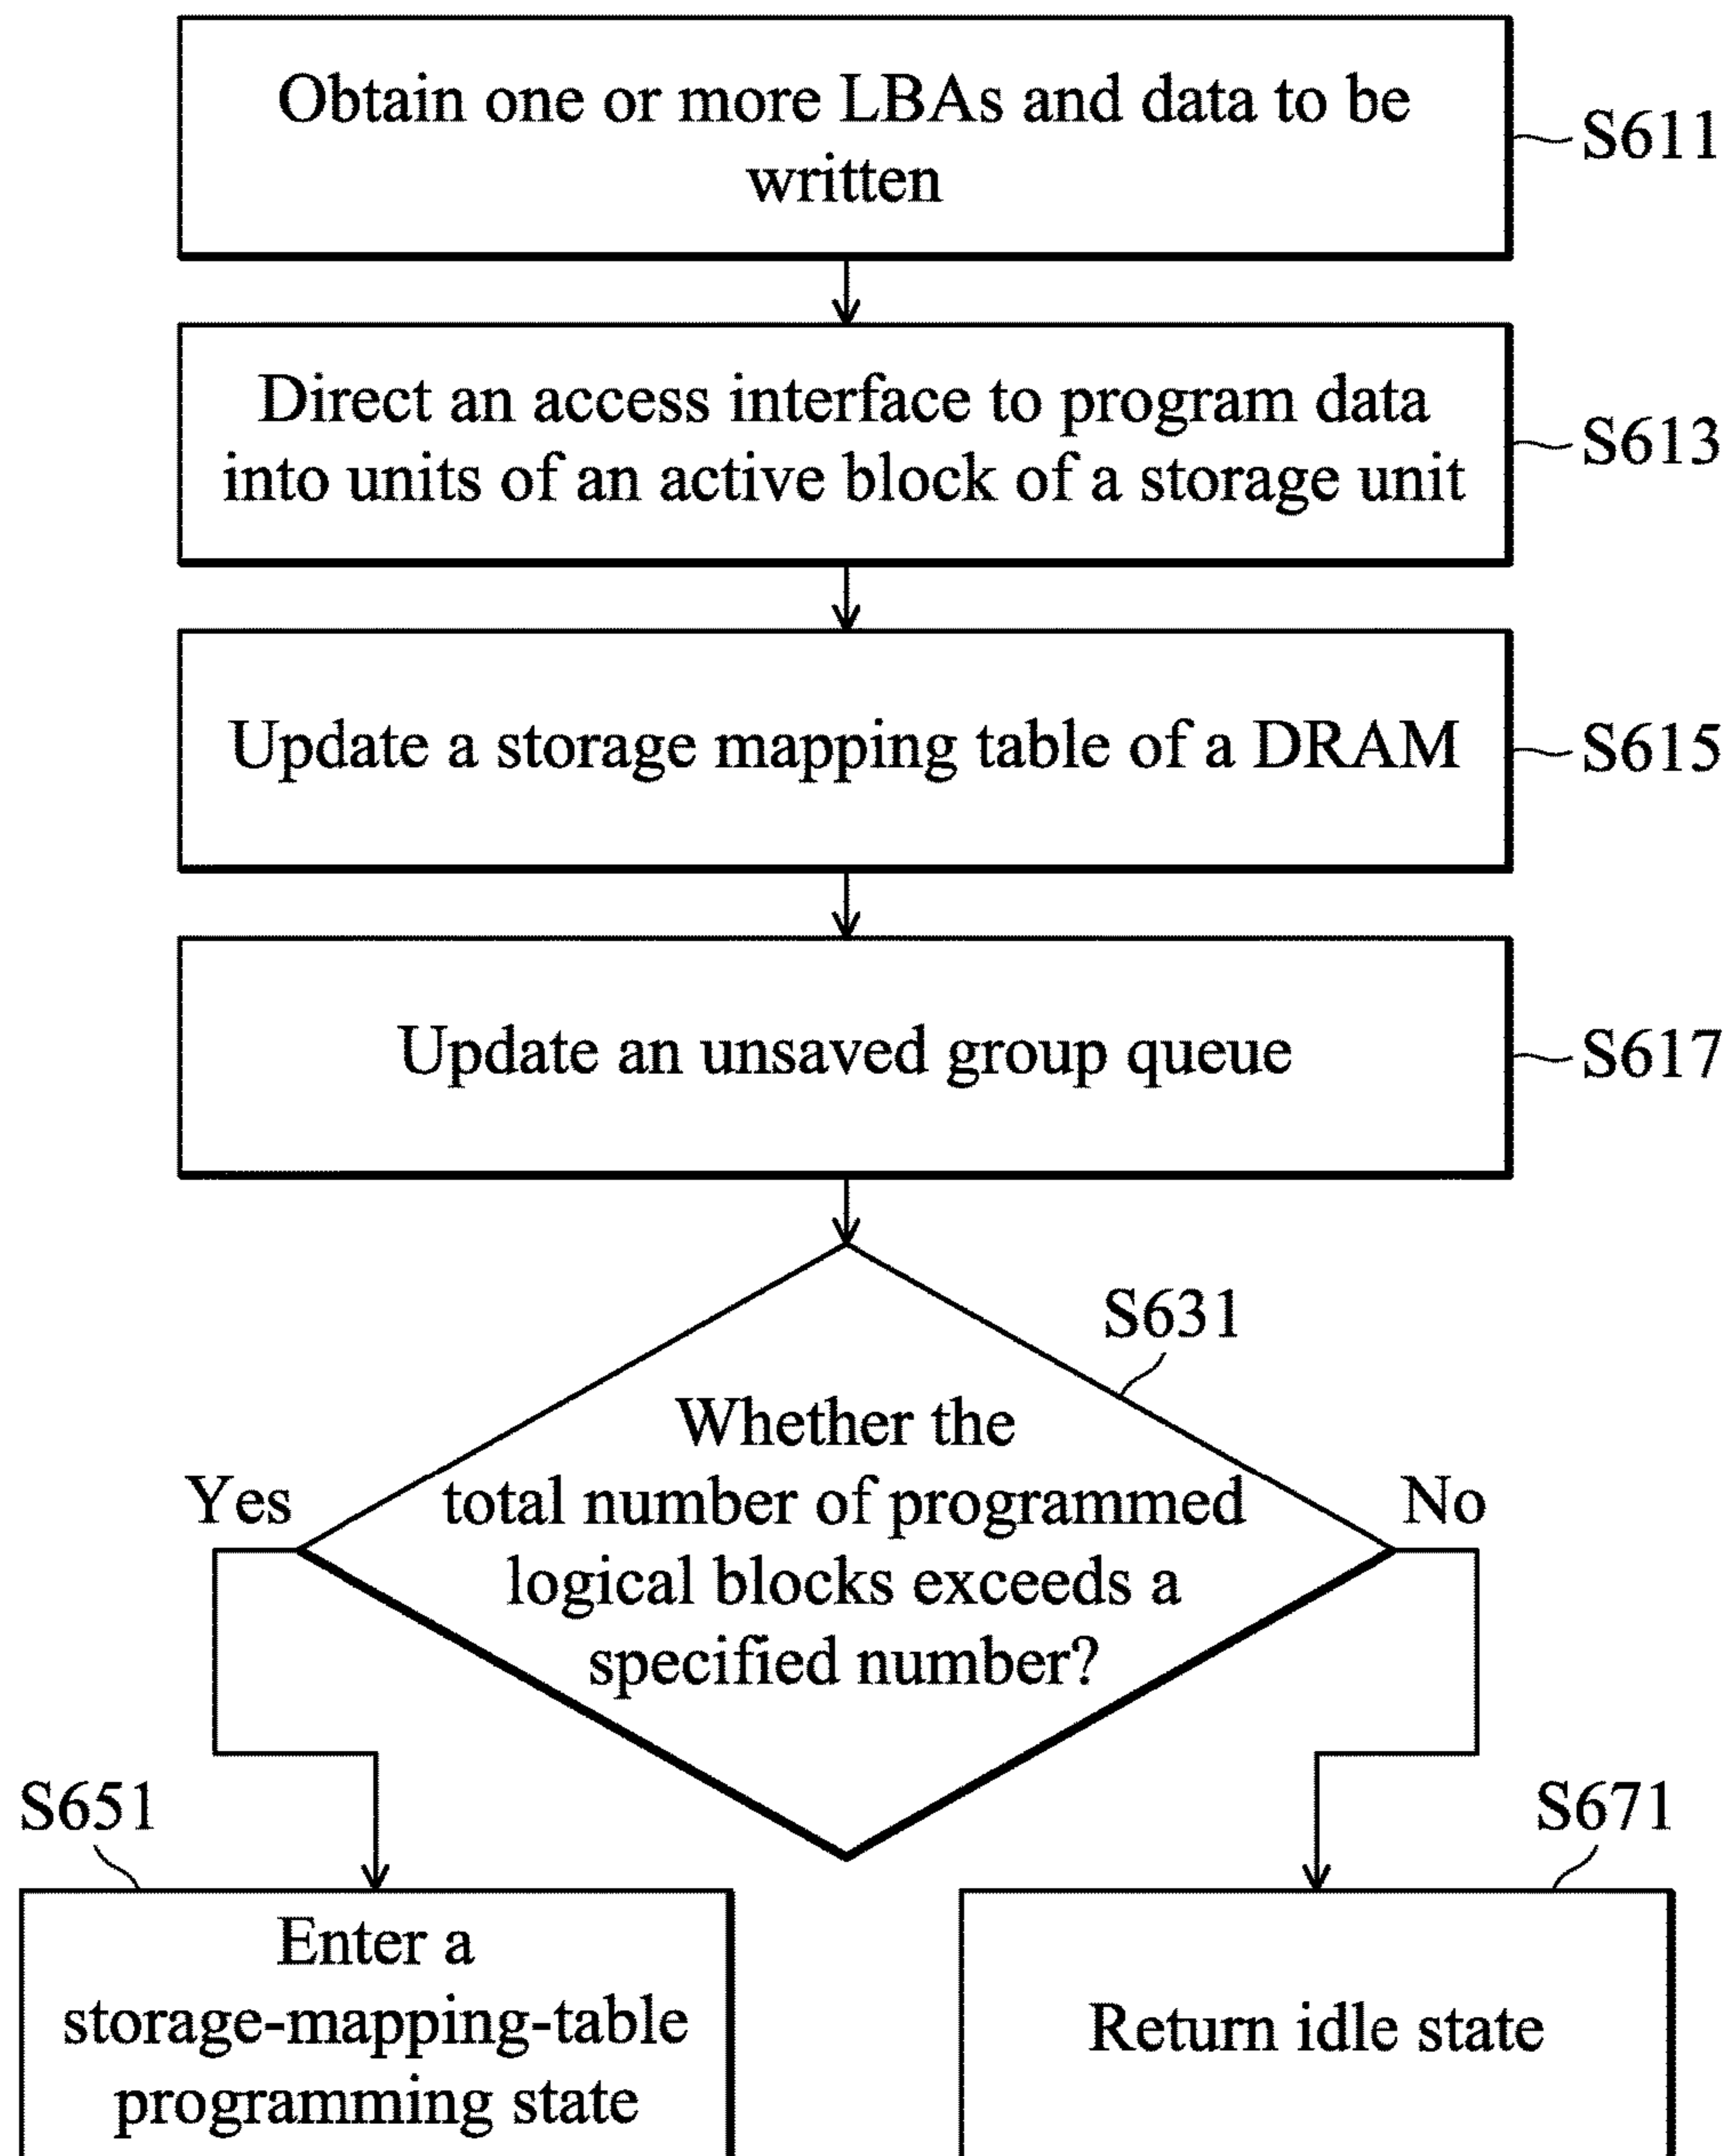 Obtain one or more LBAs and data to be
written
S611
Direct an access interface to program data
into units of an active block of a storage unit
S613
Update a storage mapping table of a DRAM
S615
Update an unsaved group queue
S617
S631
Whether the
total number of programmed
logical blocks exceeds a
specified number?
Yes
No
S651
Enter a
storage-mapping-table
programming state
S671
Return idle state